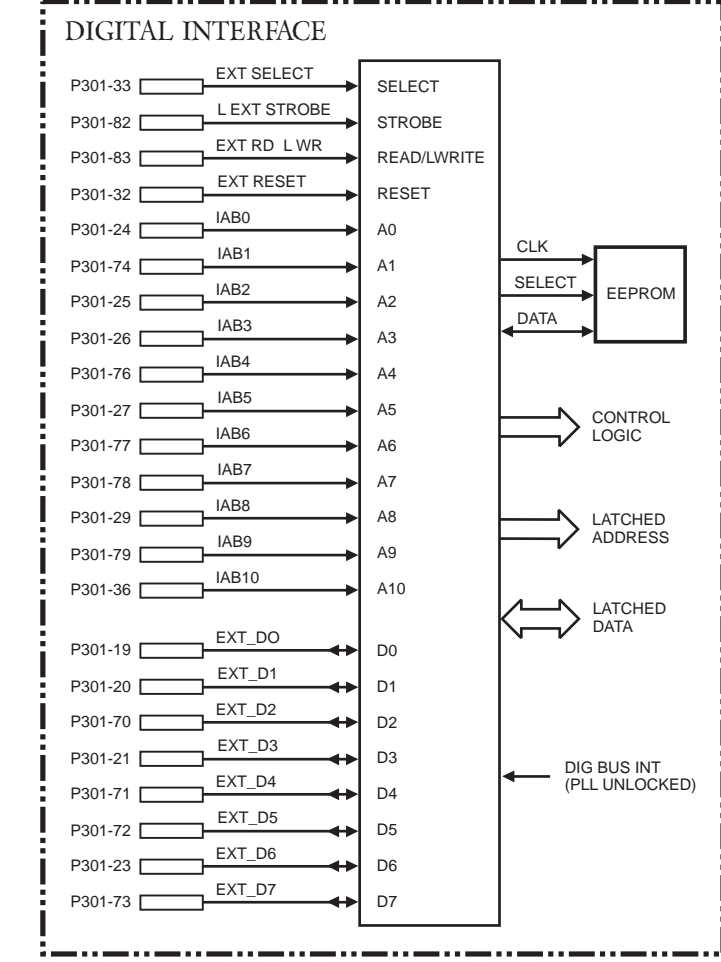 DIGITAL INTERFACE
P301-33 EXT SELECT SELECT
P301-82 L EXT STROBE STROBE
P301-83 EXT RD L WR READ/LWRITE
P301-32 EXT RESET RESET
P301-24 IAB0 A0
P301-74 IAB1 A1
P301-25 IAB2 A2
P301-26 IAB3 A3
P301-76 IAB4 A4
P301-27 IAB5 A5
P301-77 IAB6 A6
P301-78 IAB7 A7
P301-29 IAB8 A8
P301-79 IAB9 A9
P301-36 IAB10 A10
P301-19 EXT_DO D0
P301-20 EXT_D1 D1
P301-70 EXT_D2 D2
P301-21 EXT_D3 D3
P301-71 EXT_D4 D4
P301-72 EXT_D5 D5
P301-23 EXT_D6 D6
P301-73 EXT_D7 D7
CLK
SELECT
DATA
EEPROM
CONTROL
LOGIC
LATCHED
ADDRESS
LATCHED
DATA
DIG BUS INT
(PLL UNLOCKED)